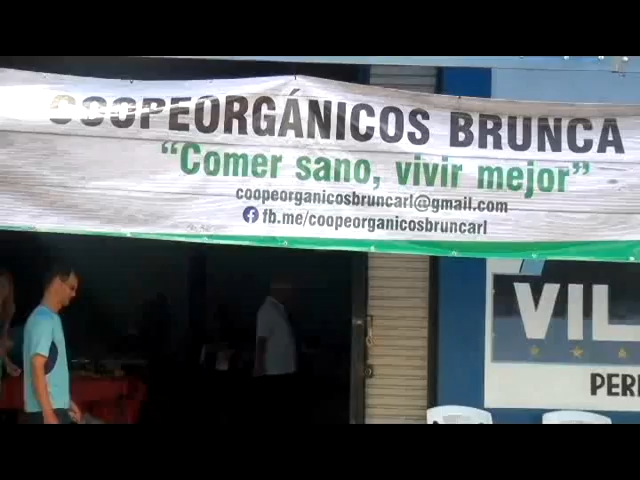 COOPEORGÁNICOS BRUNCA
“Comer sano, vivir mejor”
coopeorganicosbruncarl@gmail.com
fb.me/coopeorganicosbruncarl
VIL
PER